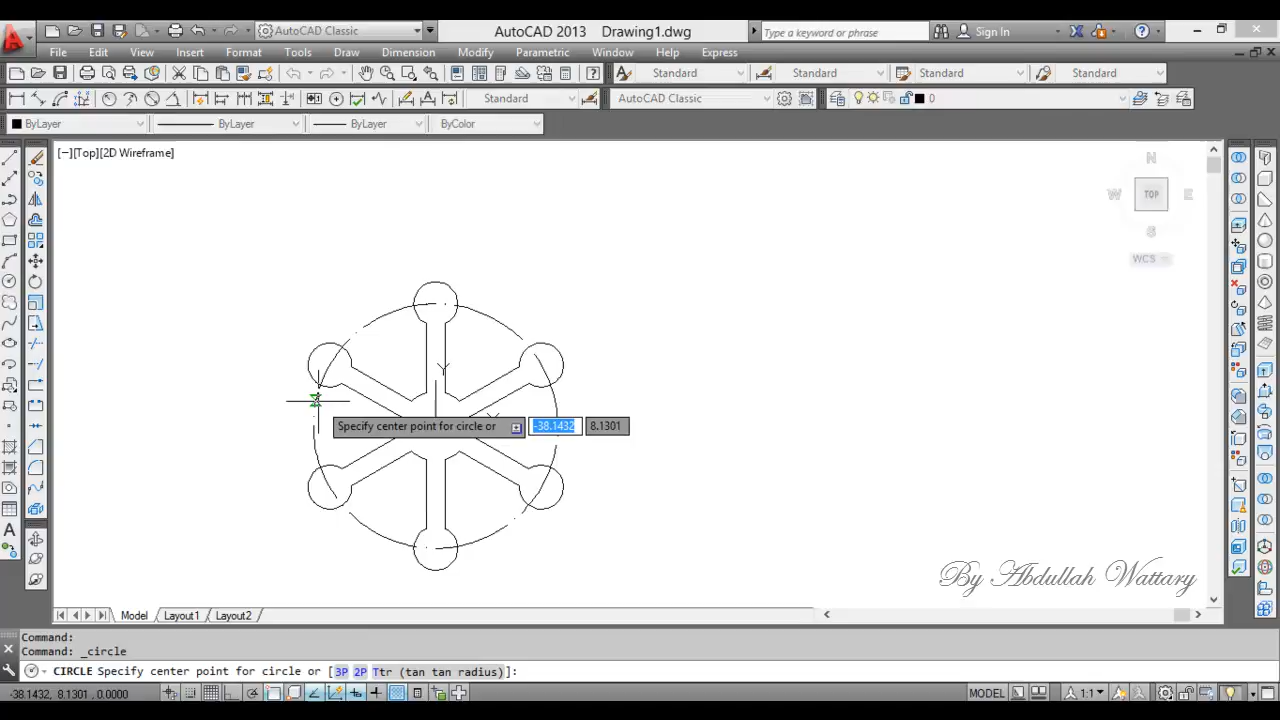 AutoCAD Classic
AutoCAD 2013 Drawing1.dwg
Type a keyword or phrase
Sign In
File Edit View Insert Format Tools Draw Dimension Modify Parametric Window Help Express
Standard Standard Standard Standard
Standard AutoCAD Classic 0
ByLayer ByLayer ByLayer ByColor
[−][Top][2D Wireframe]
N
W TOP E
S
WCS
Y
Specify center point for circle or -38.1432 8.1301
By Abdullah Wattary
Model Layout1 Layout2
Command:
Command: _circle
CIRCLE Specify center point for circle or [3P 2P Ttr (tan tan radius)]:
-38.1432, 8.1301 , 0.0000 MODEL 1:1